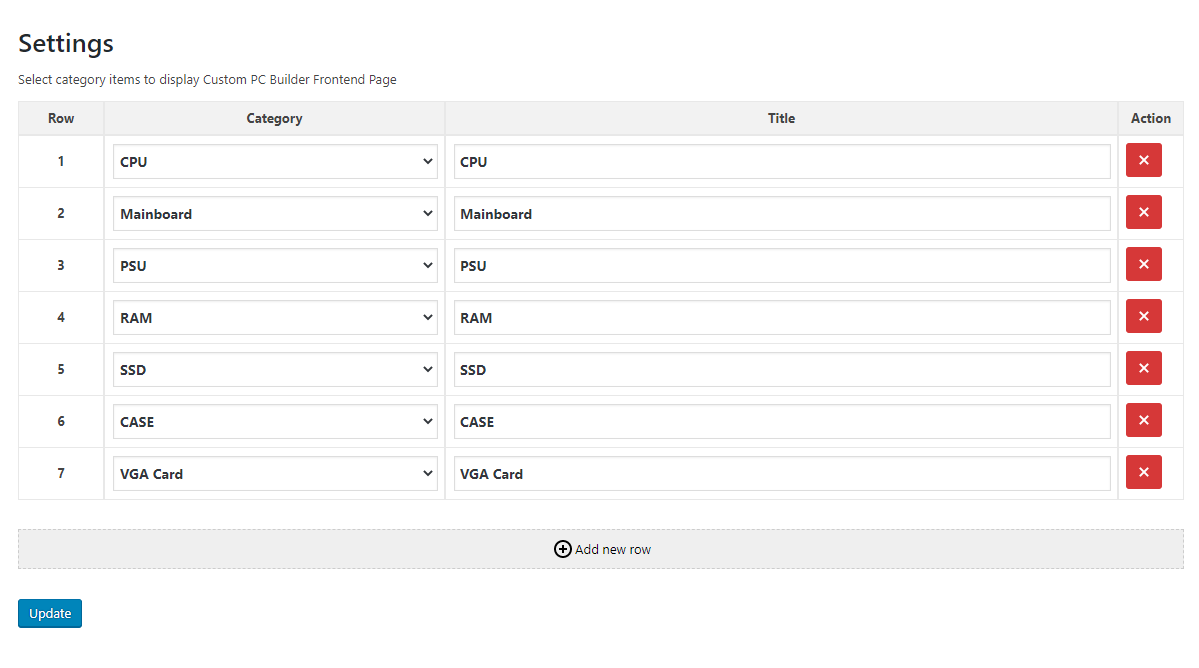 Settings
Select category items to display Custom PC Builder Frontend Page
Row Category Title Action
1 CPU CPU
2 Mainboard Mainboard
3 PSU PSU
4 RAM RAM
5 SSD SSD
6 CASE CASE
7 VGA Card VGA Card
Add new row
Update